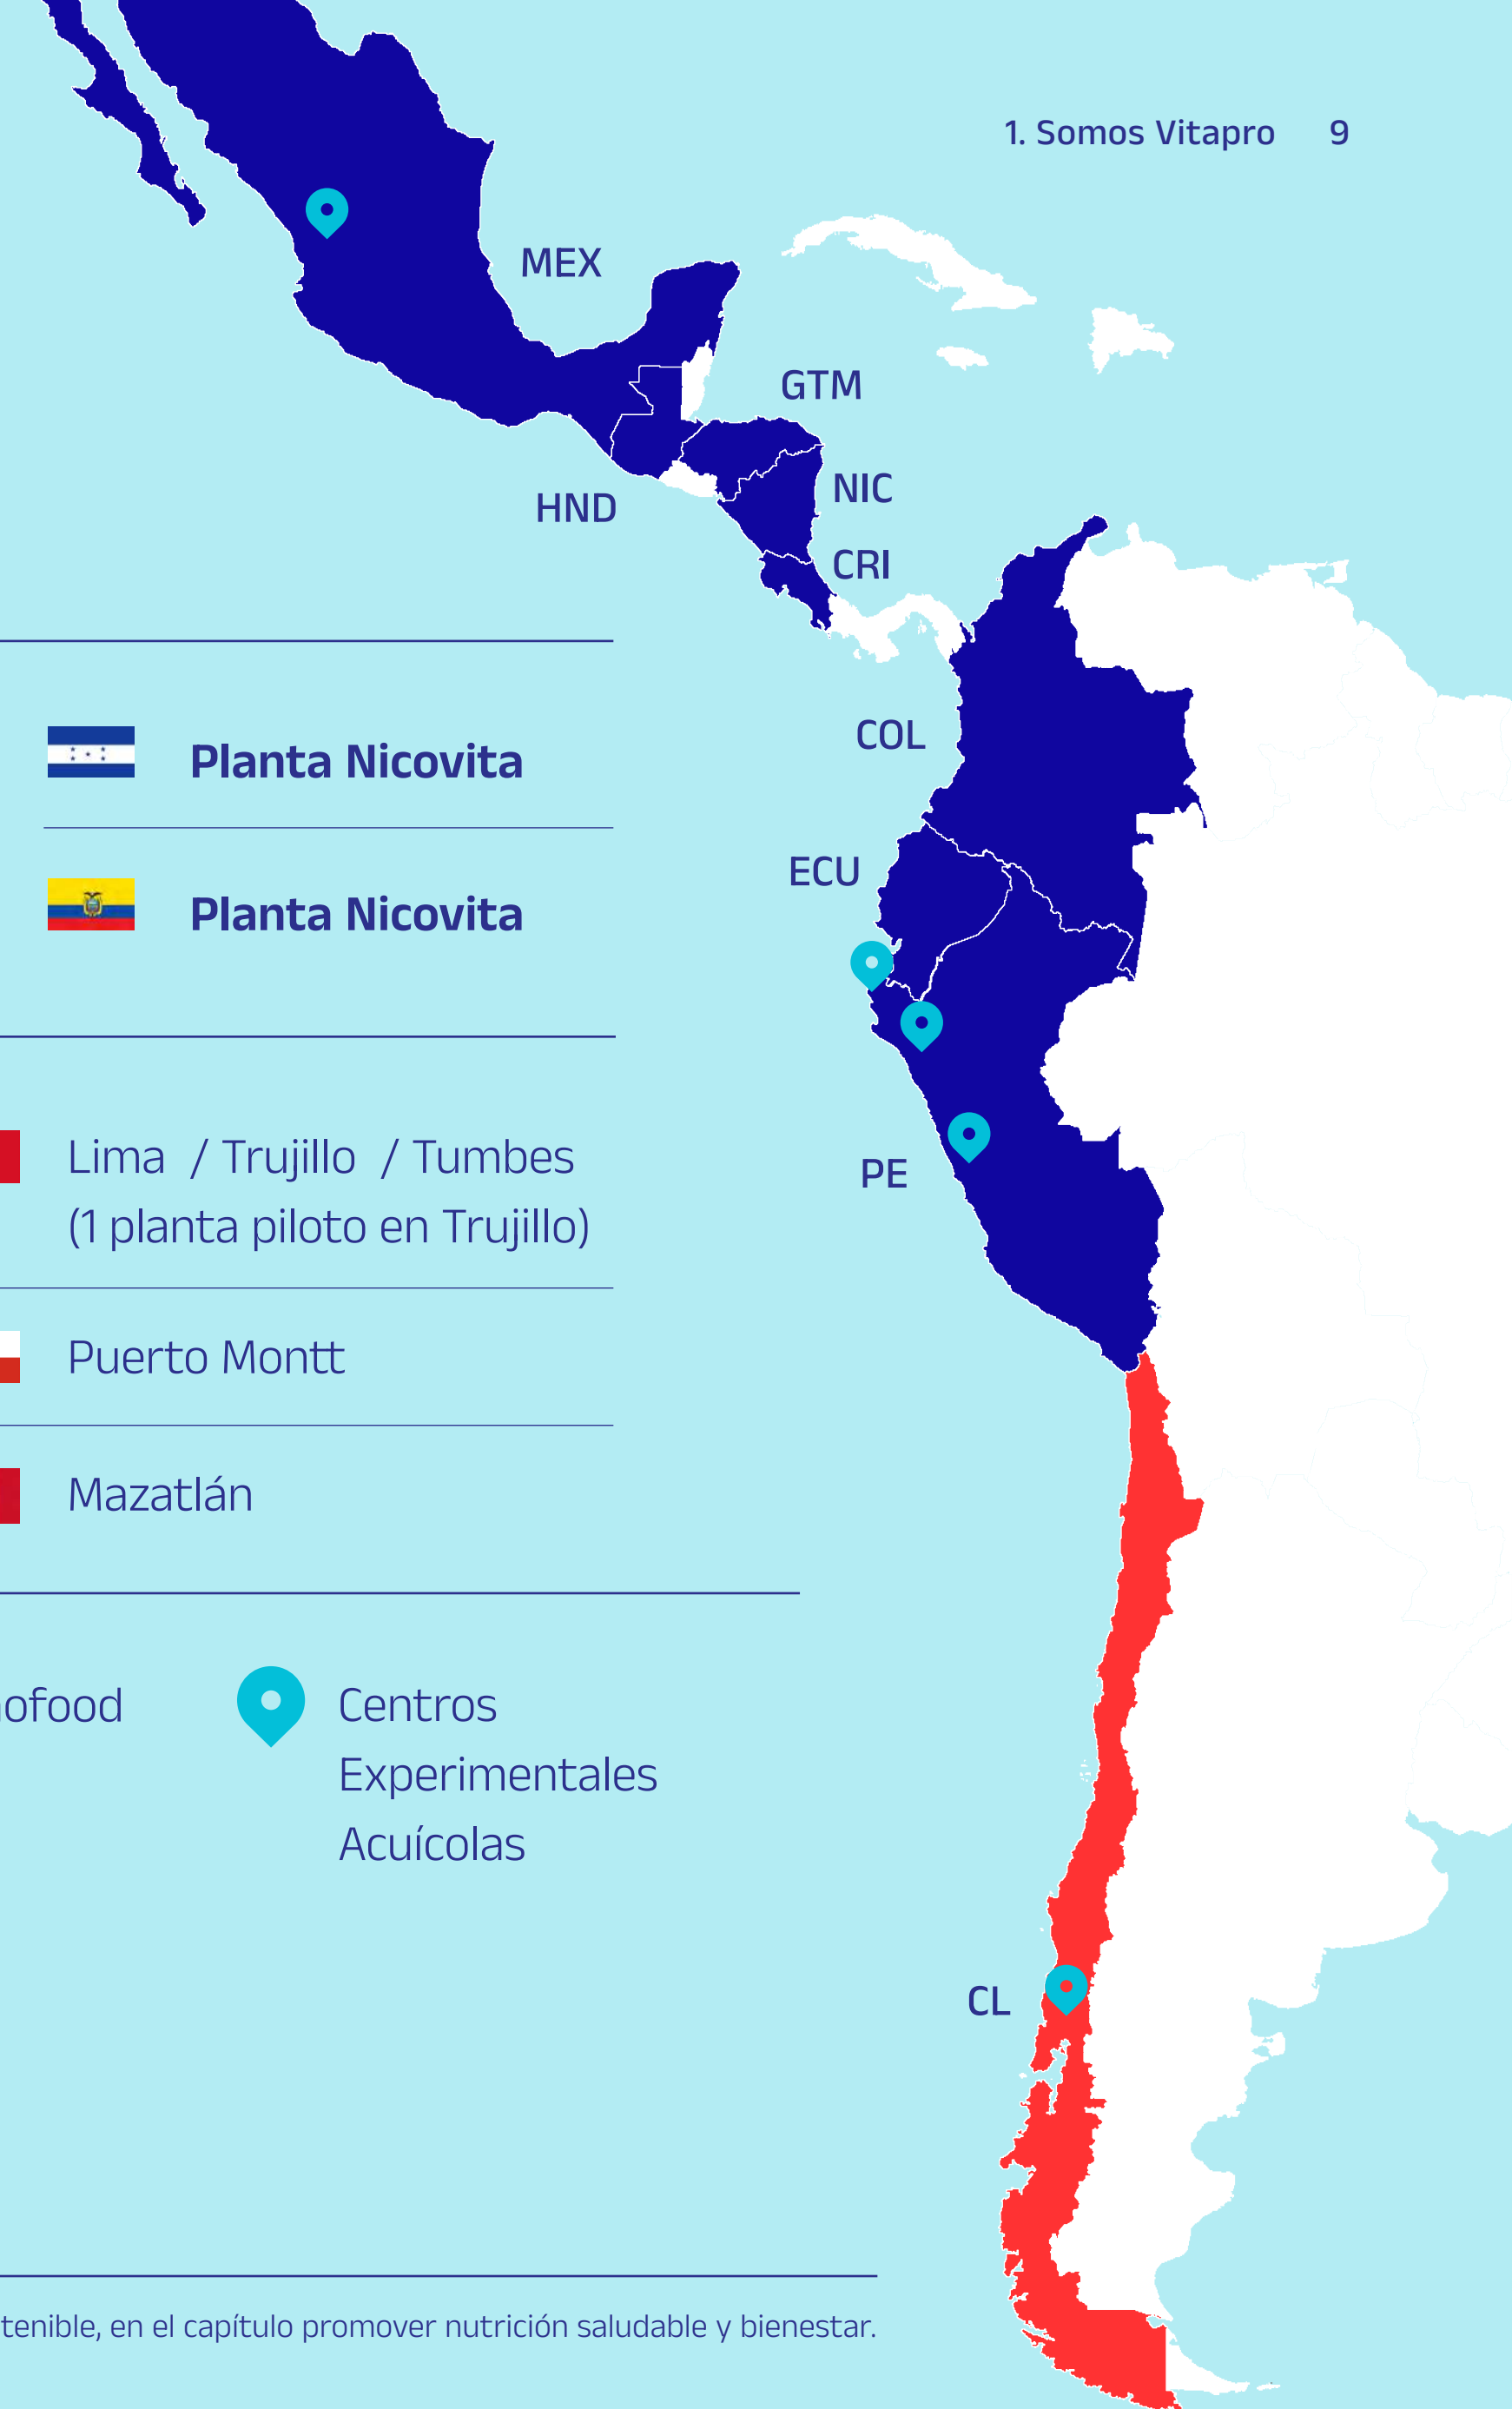 1. Somos Vitapro 9
MEX
GTM
NIC
HND
CRI
Planta Nicovita
COL
ECU
Planta Nicovita
Lima / Trujillo / Tumbes
(1 planta piloto en Trujillo)
PE
Puerto Montt
Mazatlán
ofood
Centros
Experimentales
Acuícolas
CL
tenible, en el capítulo promover nutrición saludable y bienestar.